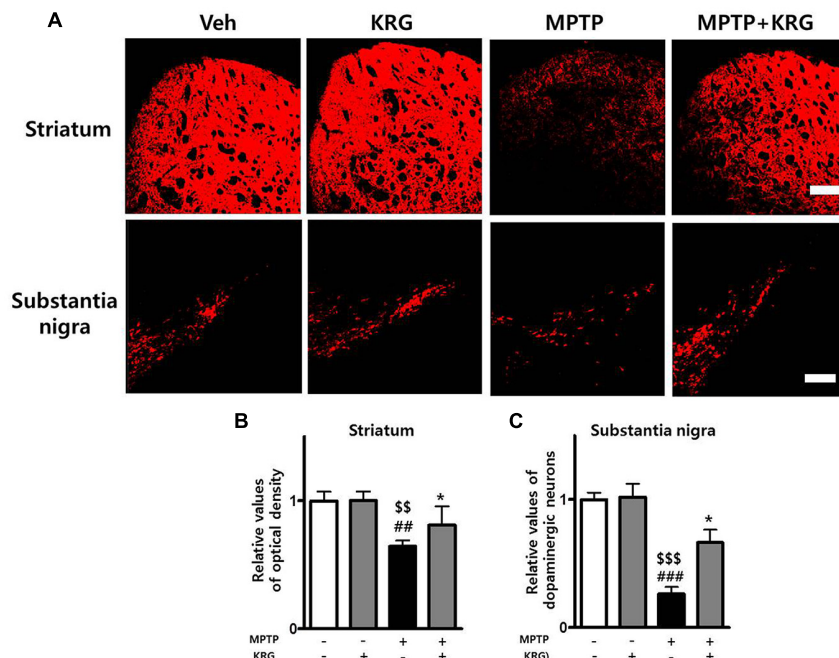 A
Veh KRG MPTP MPTP+KRG
Striatum
Substantia
nigra
B
Striatum
Relative values
of optical density
1
0
$$
##
*
MPTP - - + +
KRG - + - +
C
Substantia nigra
Relative values of
dopaminergic neurons
1
0
$$$
###
*
MPTP - - + +
KRG) - + - +